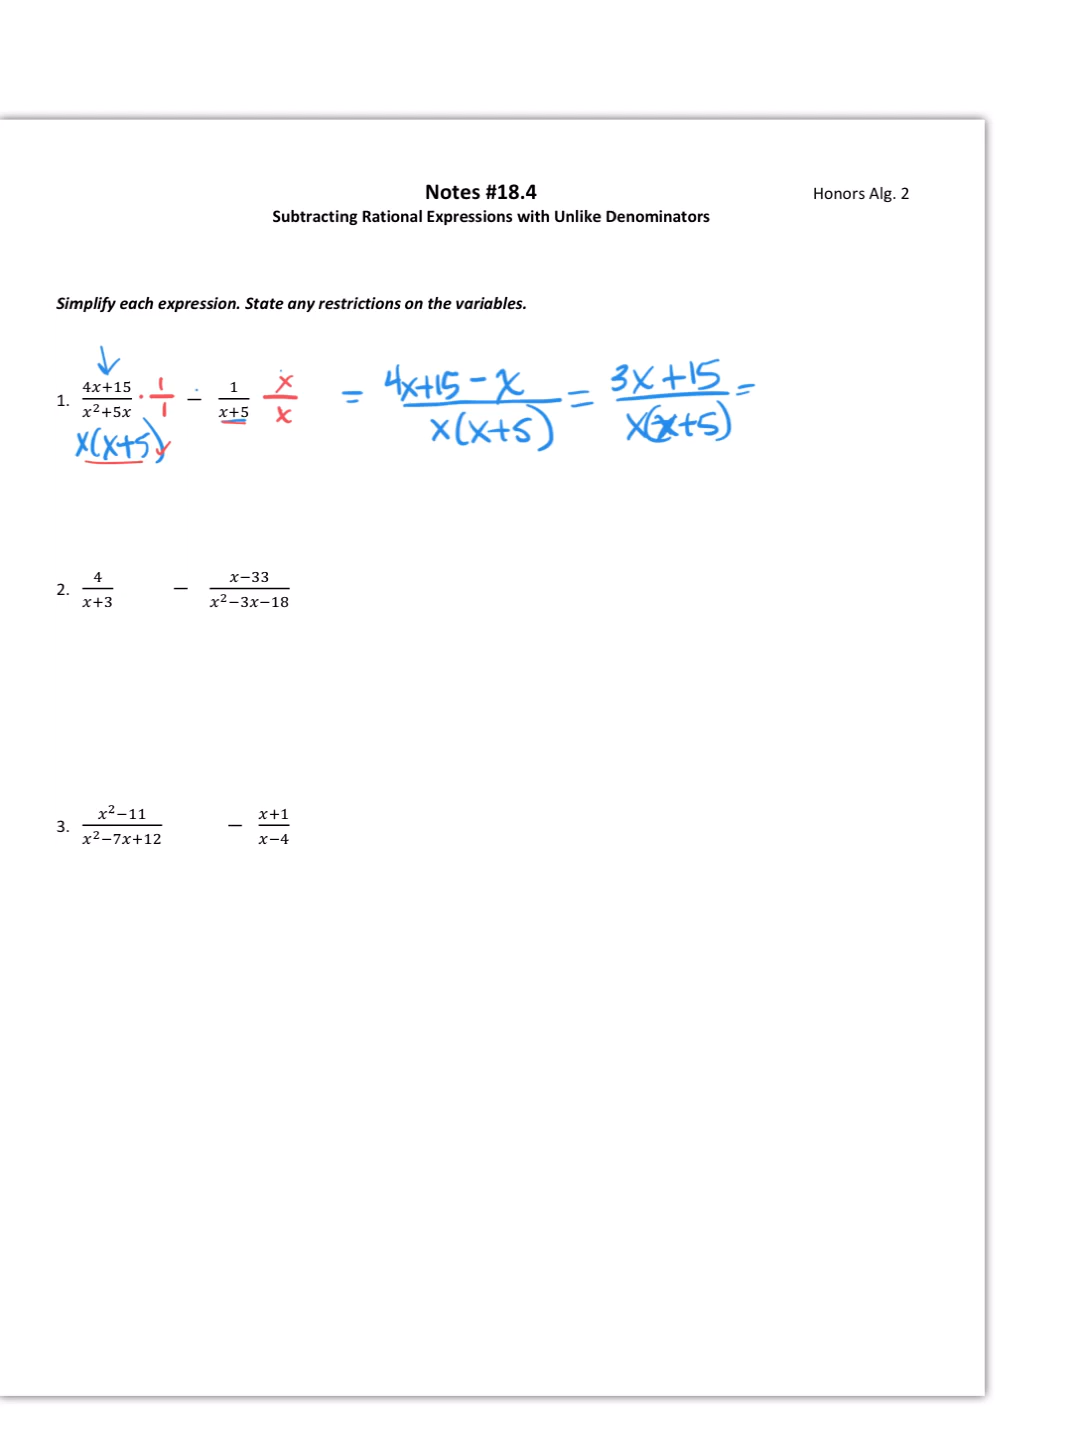 Notes #18.4 Honors Alg. 2
Subtracting Rational Expressions with Unlike Denominators
Simplify each expression. State any restrictions on the variables.
1. (4x+15)/(x²+5x) · 1/1 − 1/(x+5) x/x = (4x+15−x)/(x(x+5)) = (3x+15)/(x(x+5)) =
x(x+5)
2. 4/(x+3) − (x−33)/(x²−3x−18)
3. (x²−11)/(x²−7x+12) − (x+1)/(x−4)